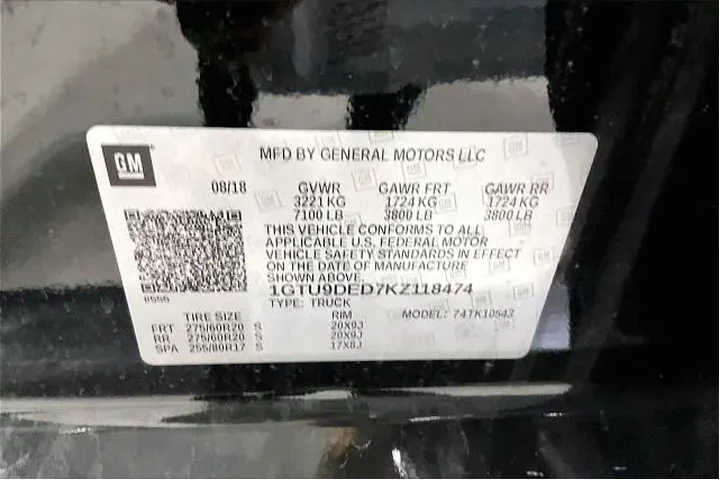 GM
MFD BY GENERAL MOTORS LLC
08/18 GVWR GAWR FRT GAWR RR
3221 KG 1724 KG 1724 KG
7100 LB 3800 LB 3800 LB
THIS VEHICLE CONFORMS TO ALL
APPLICABLE U.S. FEDERAL MOTOR
VEHICLE SAFETY STANDARDS IN EFFECT
ON THE DATE OF MANUFACTURE
SHOWN ABOVE.
1GTU9DED7KZ118474
TYPE: TRUCK
TIRE SIZE RIM MODEL: 74TK10543
FRT 275/60R20 S 20X9J
RR 275/60R20 S 20X9J
SPA 255/80R17 S 17X8J